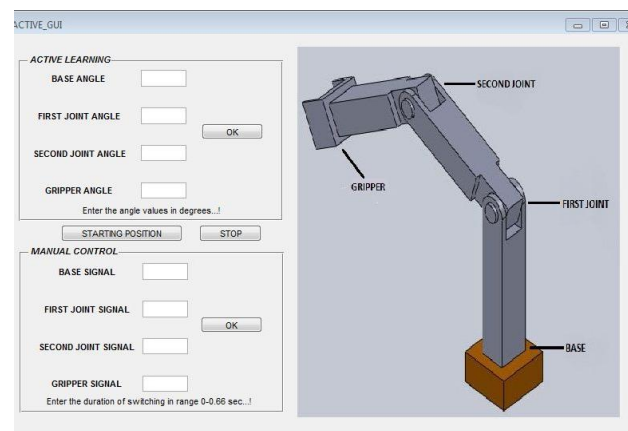 ACTIVE_GUI
ACTIVE LEARNING
BASE ANGLE
FIRST JOINT ANGLE
OK
SECOND JOINT ANGLE
GRIPPER ANGLE
Enter the angle values in degrees...!
STARTING POSITION STOP
MANUAL CONTROL
BASE SIGNAL
FIRST JOINT SIGNAL
OK
SECOND JOINT SIGNAL
GRIPPER SIGNAL
Enter the duration of switching in range 0-0.66 sec...!
SECOND JOINT
GRIPPER
FIRST JOINT
BASE